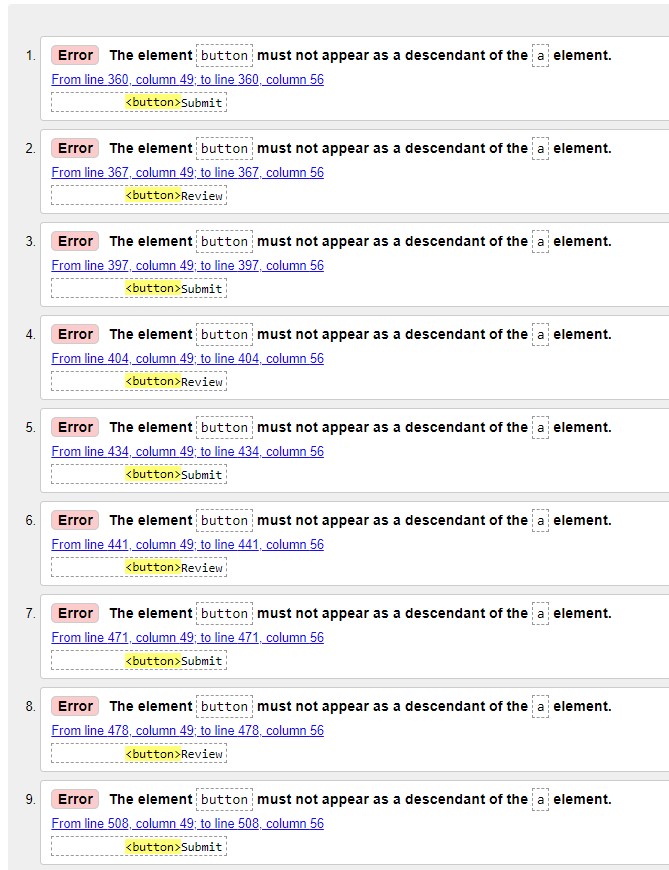 1. Error The element button must not appear as a descendant of the a element.
From line 360, column 49; to line 360, column 56
<button>Submit
2. Error The element button must not appear as a descendant of the a element.
From line 367, column 49; to line 367, column 56
<button>Review
3. Error The element button must not appear as a descendant of the a element.
From line 397, column 49; to line 397, column 56
<button>Submit
4. Error The element button must not appear as a descendant of the a element.
From line 404, column 49; to line 404, column 56
<button>Review
5. Error The element button must not appear as a descendant of the a element.
From line 434, column 49; to line 434, column 56
<button>Submit
6. Error The element button must not appear as a descendant of the a element.
From line 441, column 49; to line 441, column 56
<button>Review
7. Error The element button must not appear as a descendant of the a element.
From line 471, column 49; to line 471, column 56
<button>Submit
8. Error The element button must not appear as a descendant of the a element.
From line 478, column 49; to line 478, column 56
<button>Review
9. Error The element button must not appear as a descendant of the a element.
From line 508, column 49; to line 508, column 56
<button>Submit